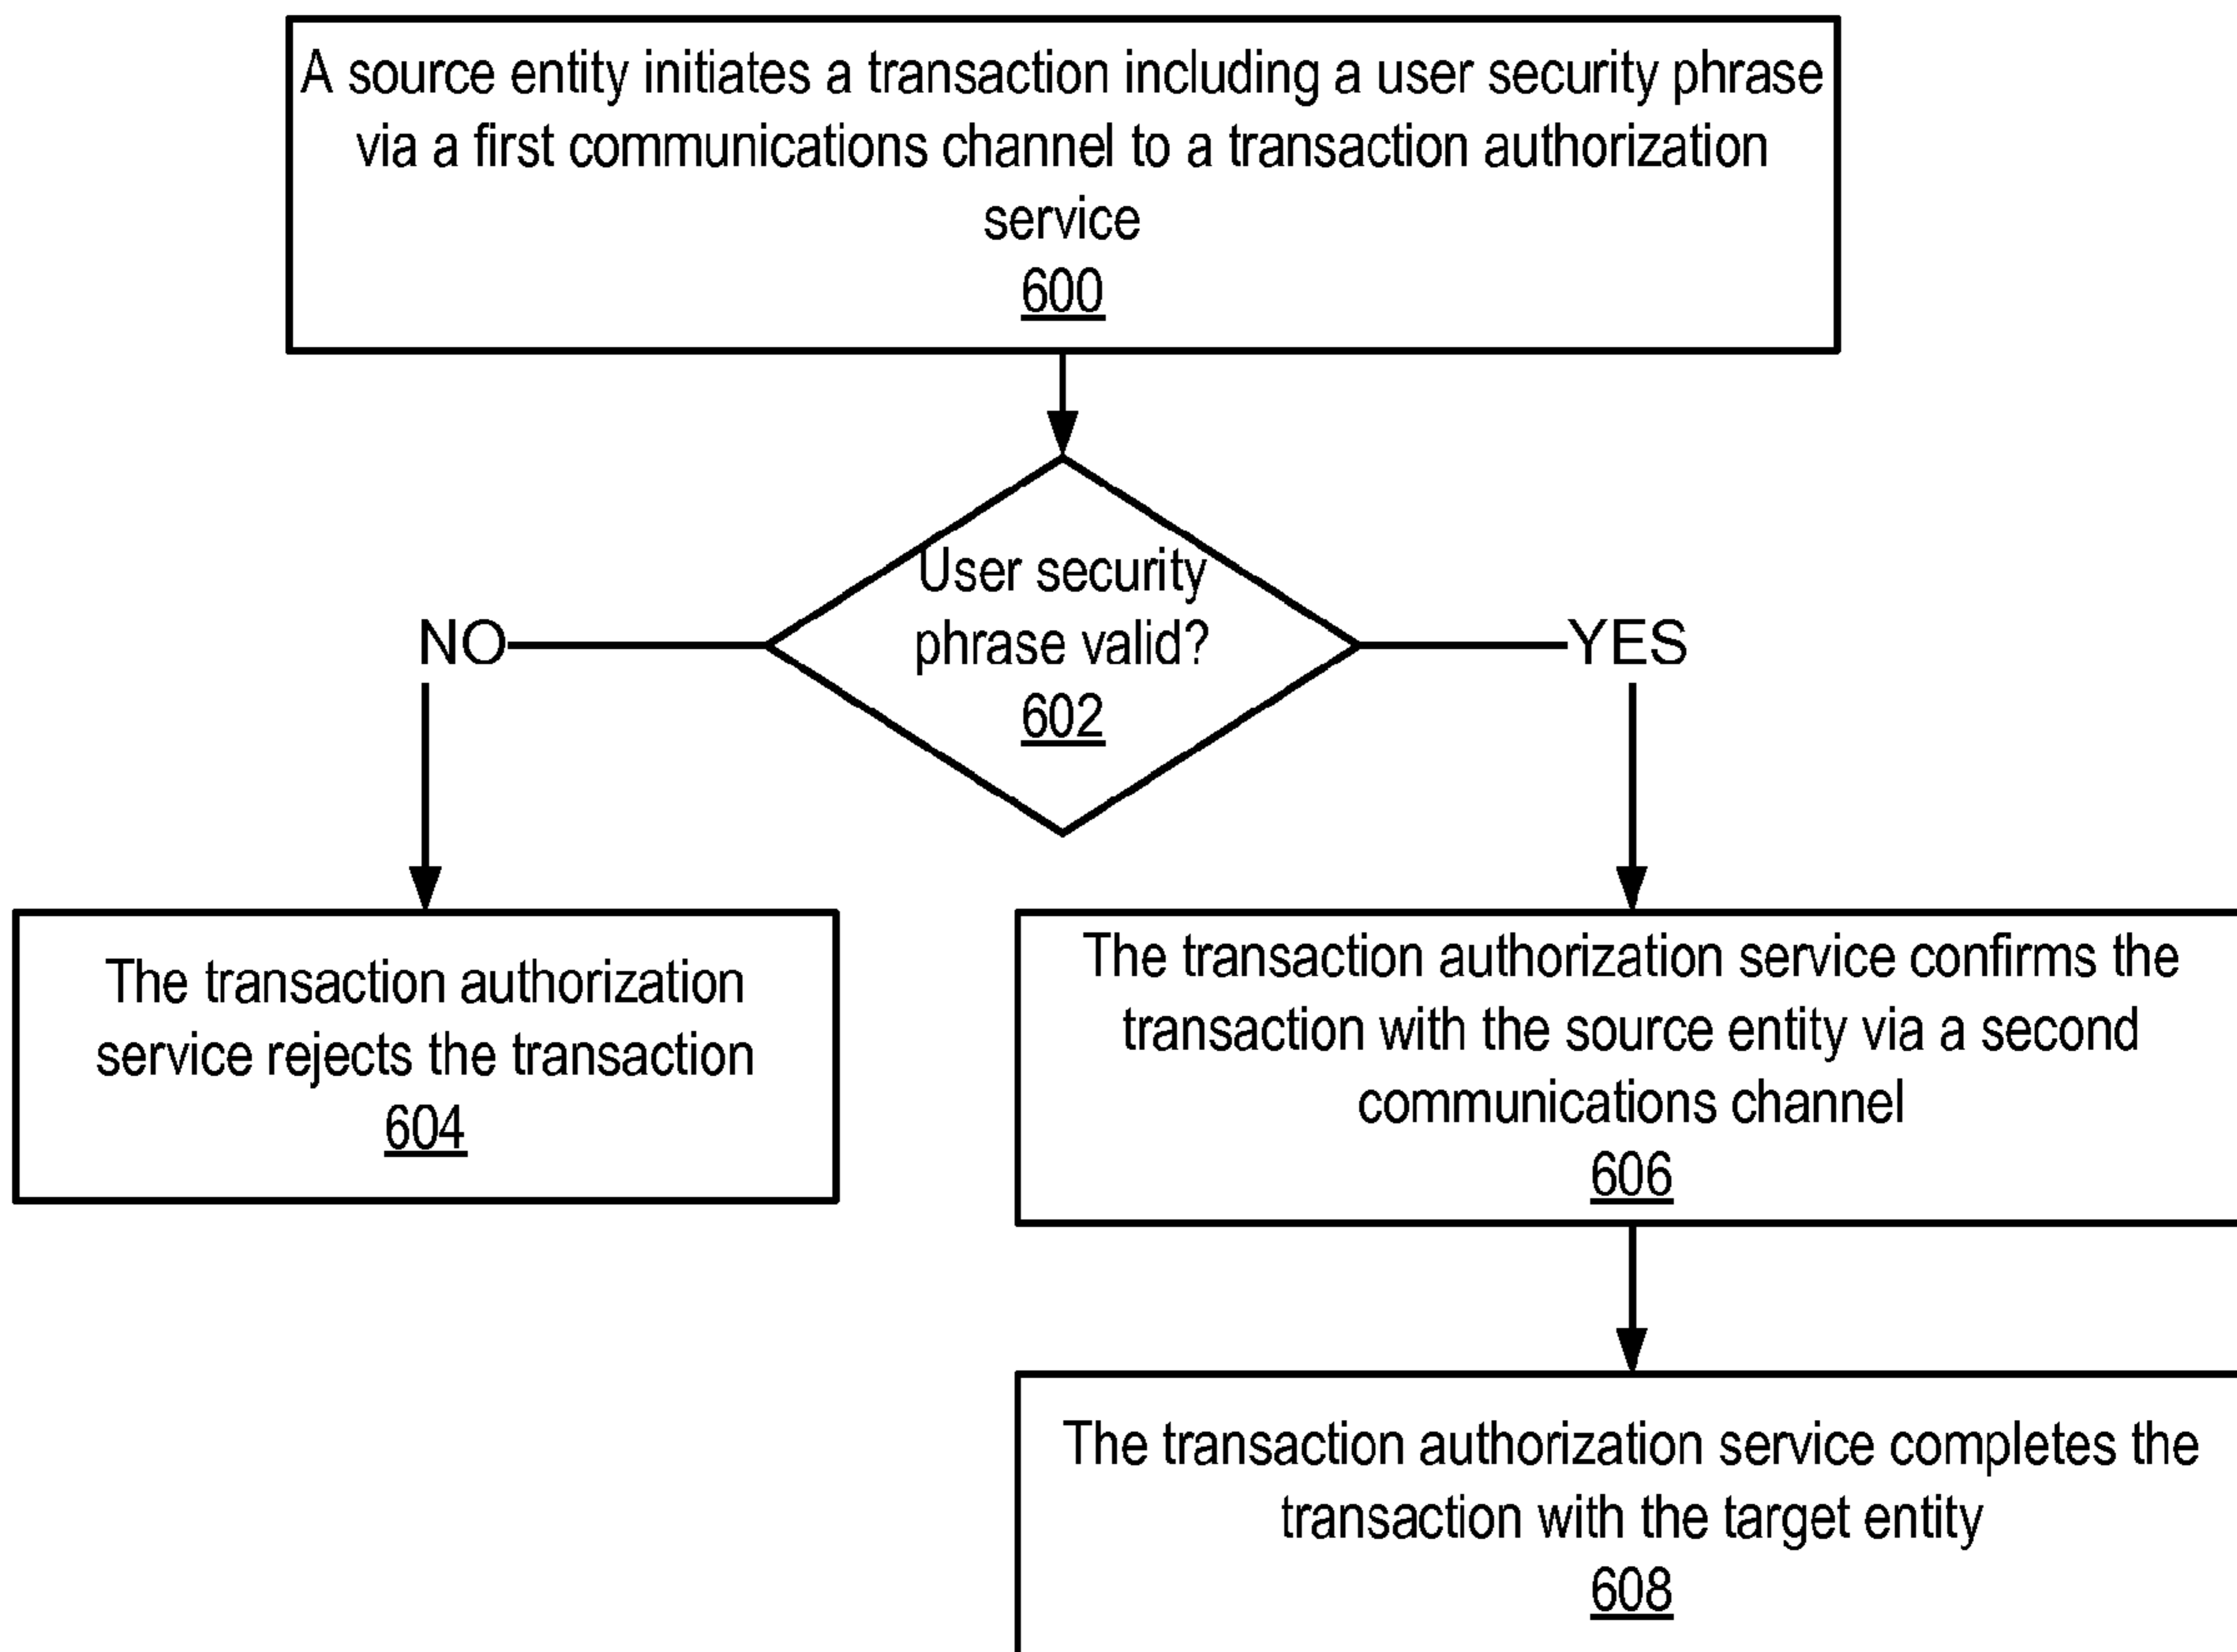 A source entity initiates a transaction including a user security phrase
via a first communications channel to a transaction authorization
service
600
User security
phrase valid?
602
NO
YES
The transaction authorization
service rejects the transaction
604
The transaction authorization service confirms the
transaction with the source entity via a second
communications channel
606
The transaction authorization service completes the
transaction with the target entity
608